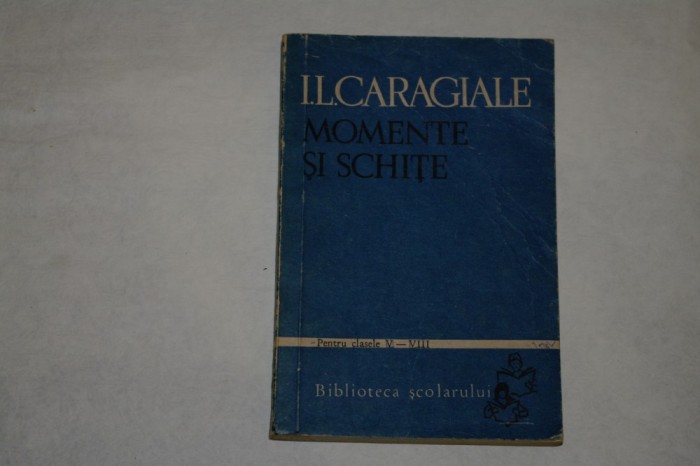 I.L.CARAGIALE
MOMENTE
ȘI SCHIȚE
Pentru clasele V—VIII
Biblioteca școlarului